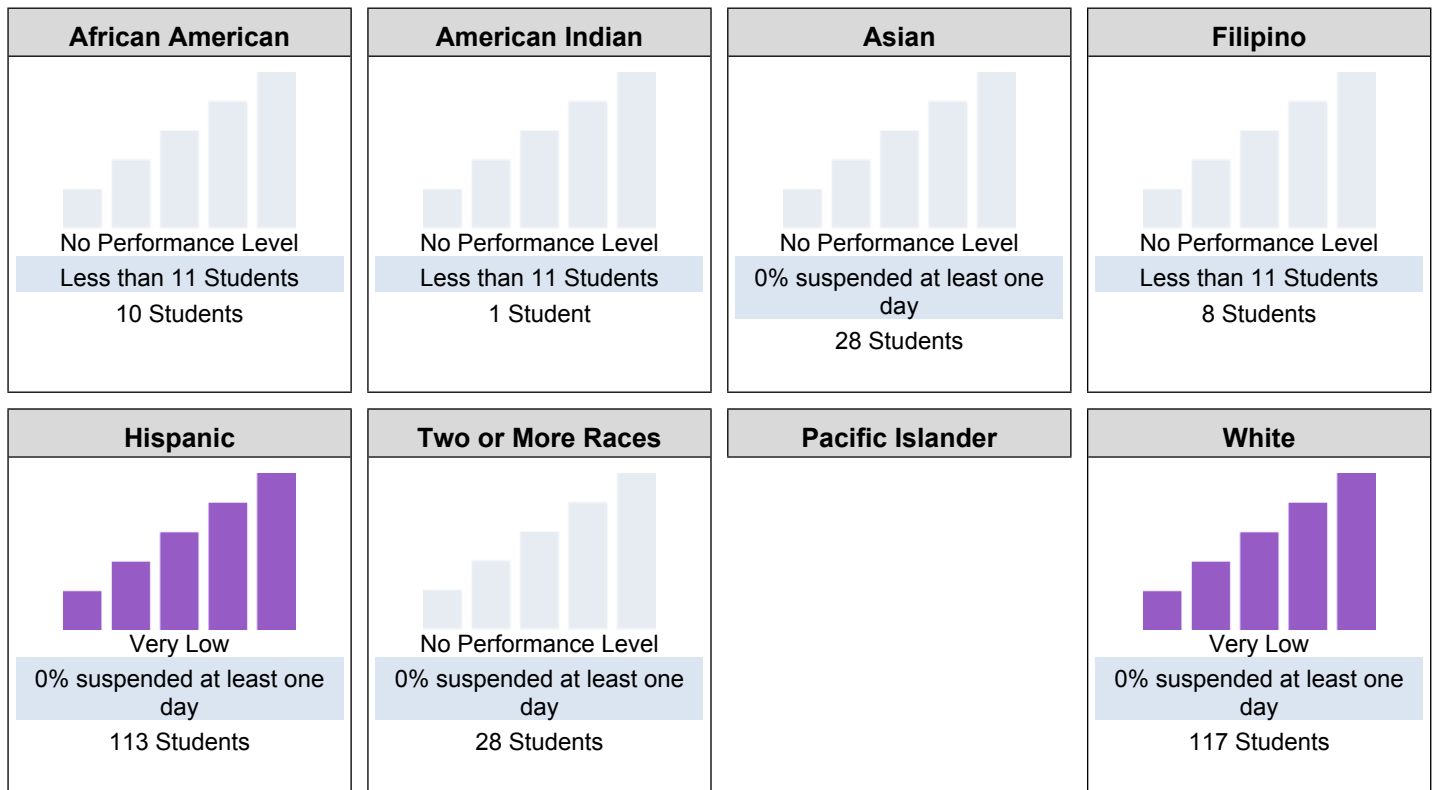 African American
No Performance Level
Less than 11 Students
10 Students
American Indian
No Performance Level
Less than 11 Students
1 Student
Asian
No Performance Level
0% suspended at least one
day
28 Students
Filipino
No Performance Level
Less than 11 Students
8 Students
Hispanic
Very Low
0% suspended at least one
day
113 Students
Two or More Races
No Performance Level
0% suspended at least one
day
28 Students
Pacific Islander
White
Very Low
0% suspended at least one
day
117 Students